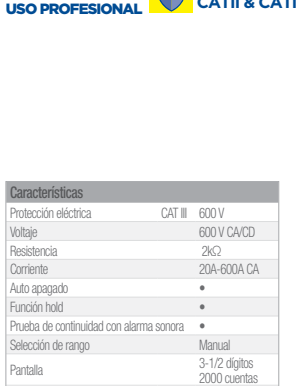 USO PROFESIONAL
CATII & CATI
Características
Protección eléctrica CAT III 600 V
Voltaje 600 V CA/CD
Resistencia 2kΩ
Corriente 20A-600A CA
Auto apagado •
Función hold •
Prueba de continuidad con alarma sonora •
Selección de rango Manual
Pantalla 3-1/2 dígitos
2000 cuentas